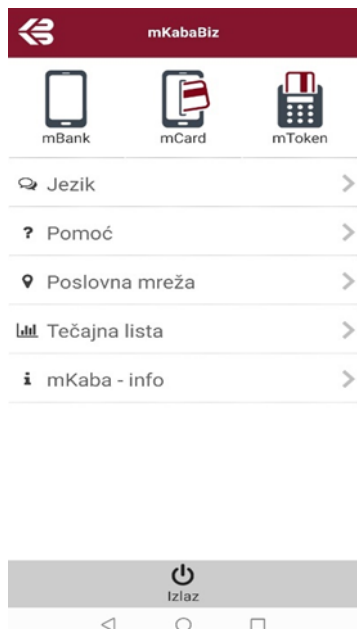 mKabaBiz
mBank mCard mToken
Jezik
Pomoć
Poslovna mreža
Tečajna lista
mKaba - info
Izlaz